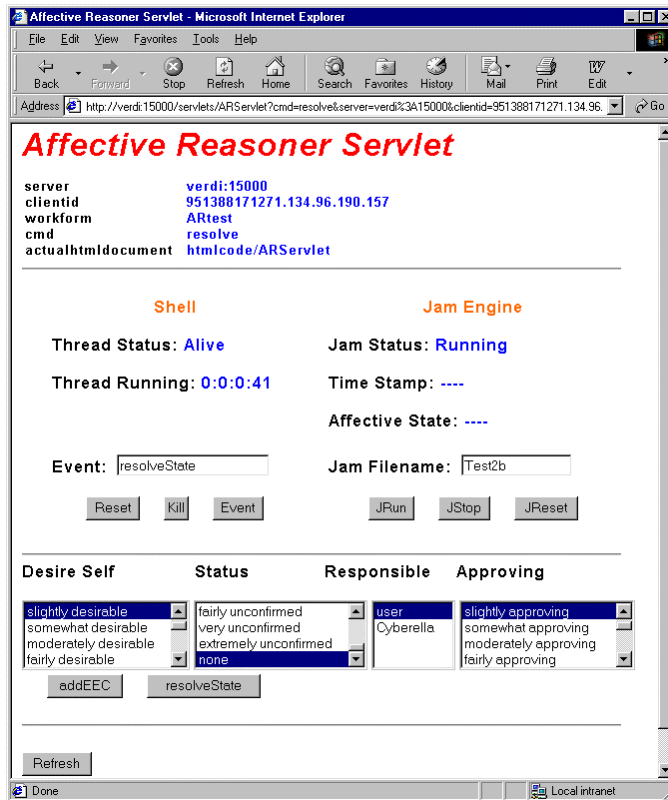 Affective Reasoner Servlet - Microsoft Internet Explorer
File Edit View Favorites Tools Help
Back Forward Stop Refresh Home Search Favorites History Mail Print Edit
Address http://verdi:15000/servlets/ARServlet?cmd=resolve&server=verdi%3A15000&clientid=951388171271.134.96. Go
Affective Reasoner Servlet
server verdi:15000
clientid 951388171271.134.96.190.157
workform ARtest
cmd resolve
actualhtmldocument htmlcode/ARServlet
Shell Jam Engine
Thread Status: Alive Jam Status: Running
Thread Running: 0:0:0:41 Time Stamp: ----
Affective State: ----
Event: resolveState Jam Filename: Test2b
Reset Kill Event JRun JStop JReset
Desire Self Status Responsible Approving
slightly desirable fairly unconfirmed user slightly approving
somewhat desirable very unconfirmed Cyberella somewhat approving
moderately desirable extremely unconfirmed moderately approving
fairly desirable none fairly approving
addEEC resolveState
Refresh
Done Local intranet